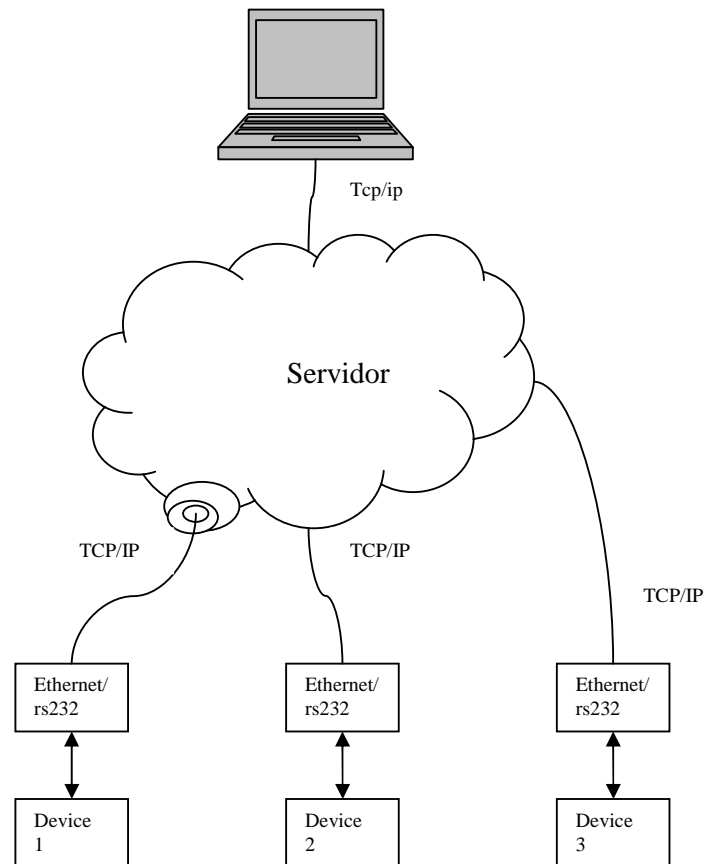 Tcp/ip
Servidor
TCP/IP
TCP/IP
TCP/IP
Ethernet/
rs232
Ethernet/
rs232
Ethernet/
rs232
Device
1
Device
2
Device
3